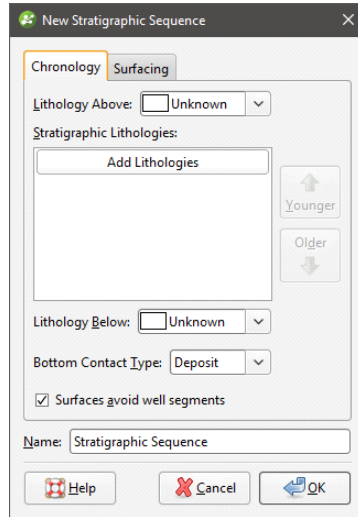 New Stratigraphic Sequence
Chronology Surfacing
Lithology Above: Unknown
Stratigraphic Lithologies:
Add Lithologies
Younger
Older
Lithology Below: Unknown
Bottom Contact Type: Deposit
Surfaces avoid well segments
Name: Stratigraphic Sequence
Help Cancel OK